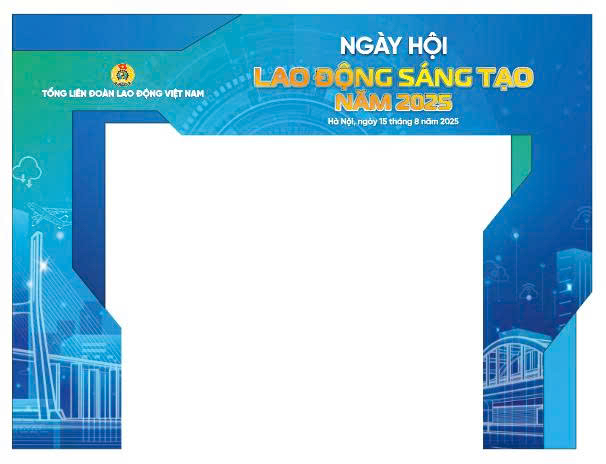 NGÀY HỘI
LAO ĐỘNG SÁNG TẠO
NĂM 2025
Hà Nội, ngày 15 tháng 8 năm 2025
TỔNG LIÊN ĐOÀN LAO ĐỘNG VIỆT NAM